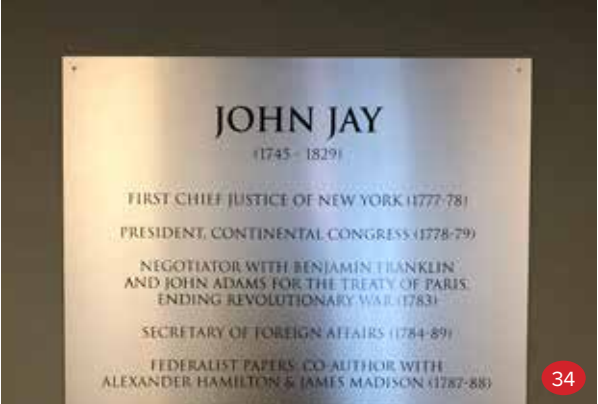 JOHN JAY
(1745 - 1829)
FIRST CHIEF JUSTICE OF NEW YORK (1777-78)
PRESIDENT, CONTINENTAL CONGRESS (1778-79)
NEGOTIATOR WITH BENJAMIN FRANKLIN
AND JOHN ADAMS FOR THE TREATY OF PARIS,
ENDING REVOLUTIONARY WAR (1783)
SECRETARY OF FOREIGN AFFAIRS (1784-89)
FEDERALIST PAPERS: CO-AUTHOR WITH
ALEXANDER HAMILTON & JAMES MADISON (1787-88)
34